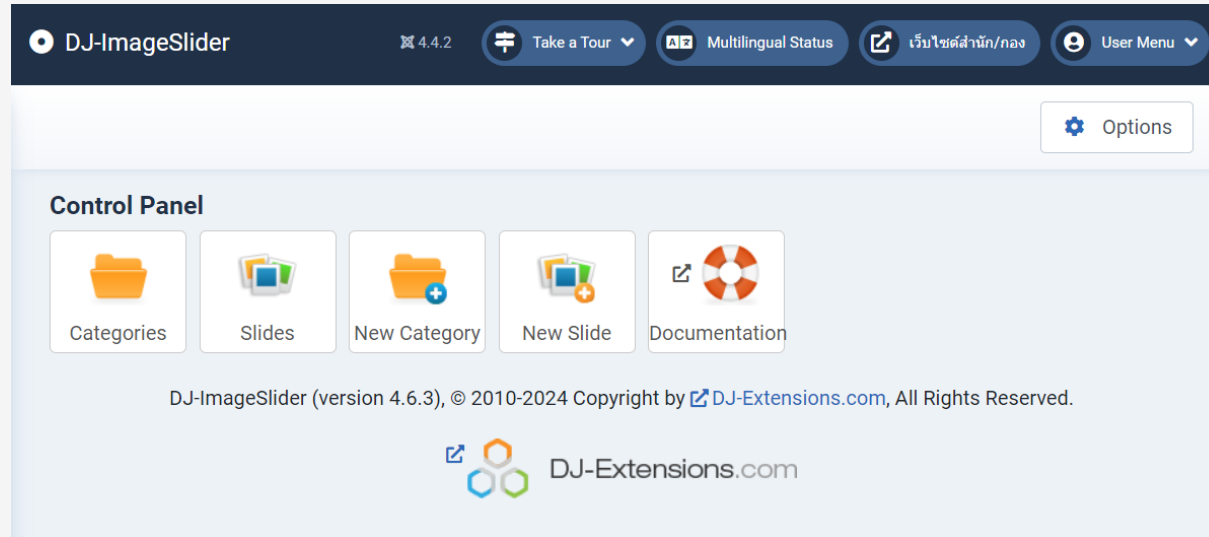 DJ-ImageSlider 4.4.2 Take a Tour Multilingual Status เว็บไซต์สำนัก/กอง User Menu
Options
Control Panel
Categories Slides New Category New Slide Documentation
DJ-ImageSlider (version 4.6.3), © 2010-2024 Copyright by DJ-Extensions.com, All Rights Reserved.
DJ-Extensions.com